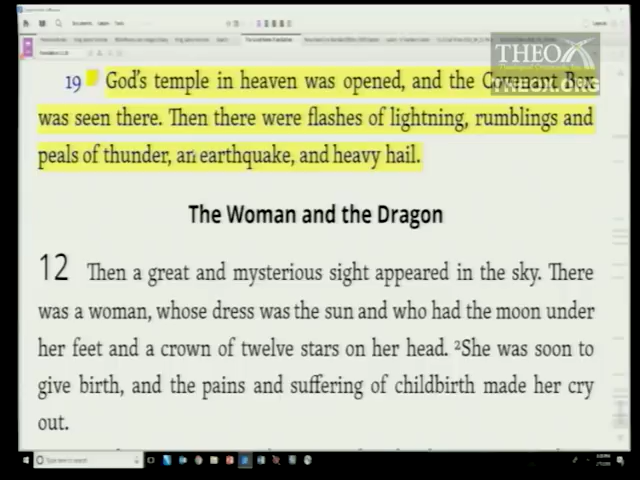 THEOX
THEOX.ORG
19 God's temple in heaven was opened, and the Covenant Box
was seen there. Then there were flashes of lightning, rumblings and
peals of thunder, an earthquake, and heavy hail.
The Woman and the Dragon
12 Then a great and mysterious sight appeared in the sky. There
was a woman, whose dress was the sun and who had the moon under
her feet and a crown of twelve stars on her head. ²She was soon to
give birth, and the pains and suffering of childbirth made her cry
out.